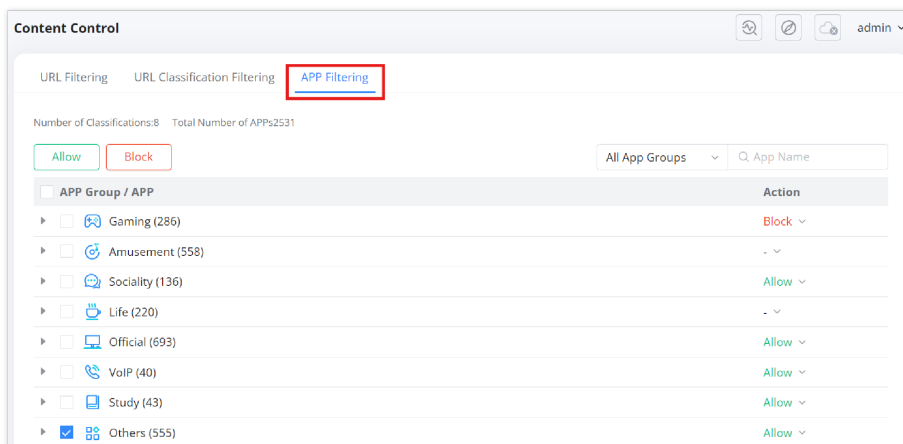 Content Control
admin
URL Filtering URL Classification Filtering APP Filtering
Number of Classifications:8 Total Number of APPs2531
Allow Block All App Groups App Name
APP Group / APP Action
Gaming (286) Block
Amusement (558) -
Sociality (136) Allow
Life (220) -
Official (693) Allow
VoIP (40) Allow
Study (43) Allow
Others (555) Allow